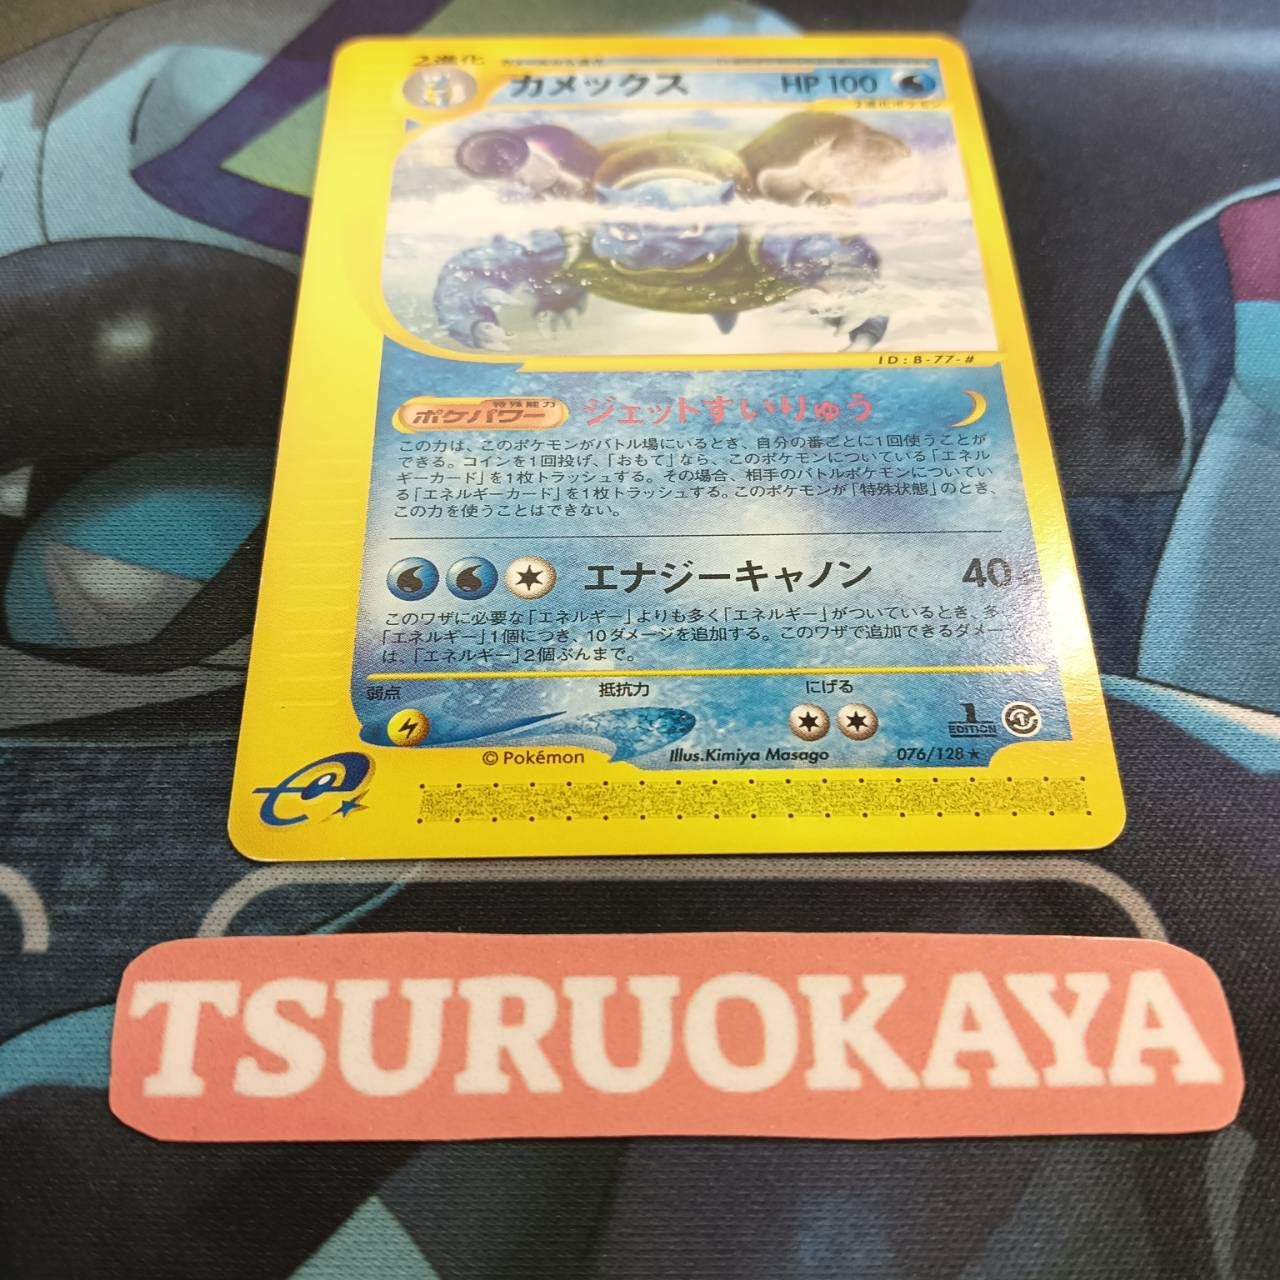 2進化
カメックス HP 100
2進化ポケモン
ID : B-77-#
特殊能力
ポケパワー ジェットすいりゅう
この力は、このポケモンがバトル場にいるとき、自分の番ごとに1回使うことが
できる。コインを1回投げ、「おもて」なら、このポケモンについている「エネル
ギーカード」を1枚トラッシュする。その場合、相手のバトルポケモンについてい
る「エネルギーカード」を1枚トラッシュする。このポケモンが「特殊状態」のとき、
この力を使うことはできない。
エナジーキャノン 40
このワザに必要な「エネルギー」よりも多く「エネルギー」がついているとき、多
「エネルギー」1個につき、10ダメージを追加する。このワザで追加できるダメー
は、「エネルギー」2個ぶんまで。
弱点 抵抗力 にげる
1 EDITION
© Pokémon Illus.Kimiya Masago 076/128 ★
e
TSURUOKAYA